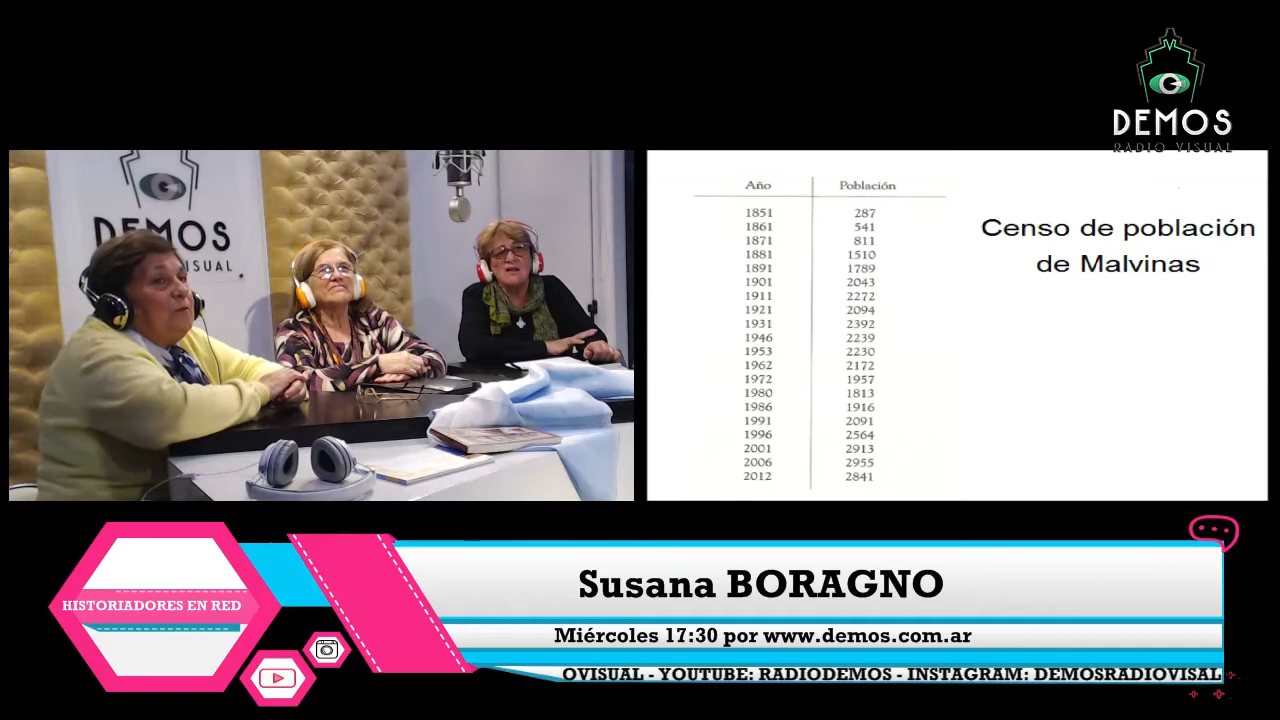 DEMOS
RADIO VISUAL
DEMOS
VISUAL
Año Población
1851 287
1861 541
1871 811
1881 1510
1891 1789
1901 2043
1911 2272
1921 2094
1931 2392
1946 2239
1953 2230
1962 2172
1972 1957
1980 1813
1986 1916
1991 2091
1996 2564
2001 2913
2006 2955
2012 2841
Censo de población
de Malvinas
HISTORIADORES EN RED
Susana BORAGNO
Miércoles 17:30 por www.demos.com.ar
OVISUAL - YOUTUBE: RADIODEMOS - INSTAGRAM: DEMOSRADIOVISAL